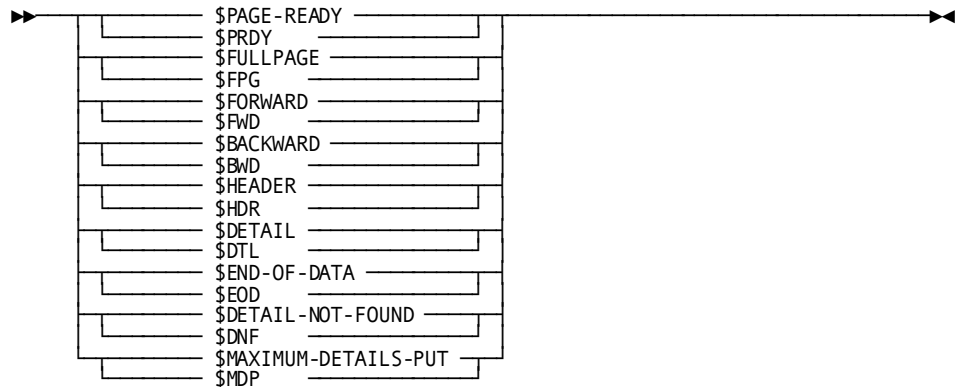 $PAGE-READY
$PRDY
$FULLPAGE
$FPG
$FORWARD
$FWD
$BACKWARD
$BWD
$HEADER
$HDR
$DETAIL
$DTL
$END-OF-DATA
$EOD
$DETAIL-NOT-FOUND
$DNF
$MAXIMUM-DETAILS-PUT
$MDP